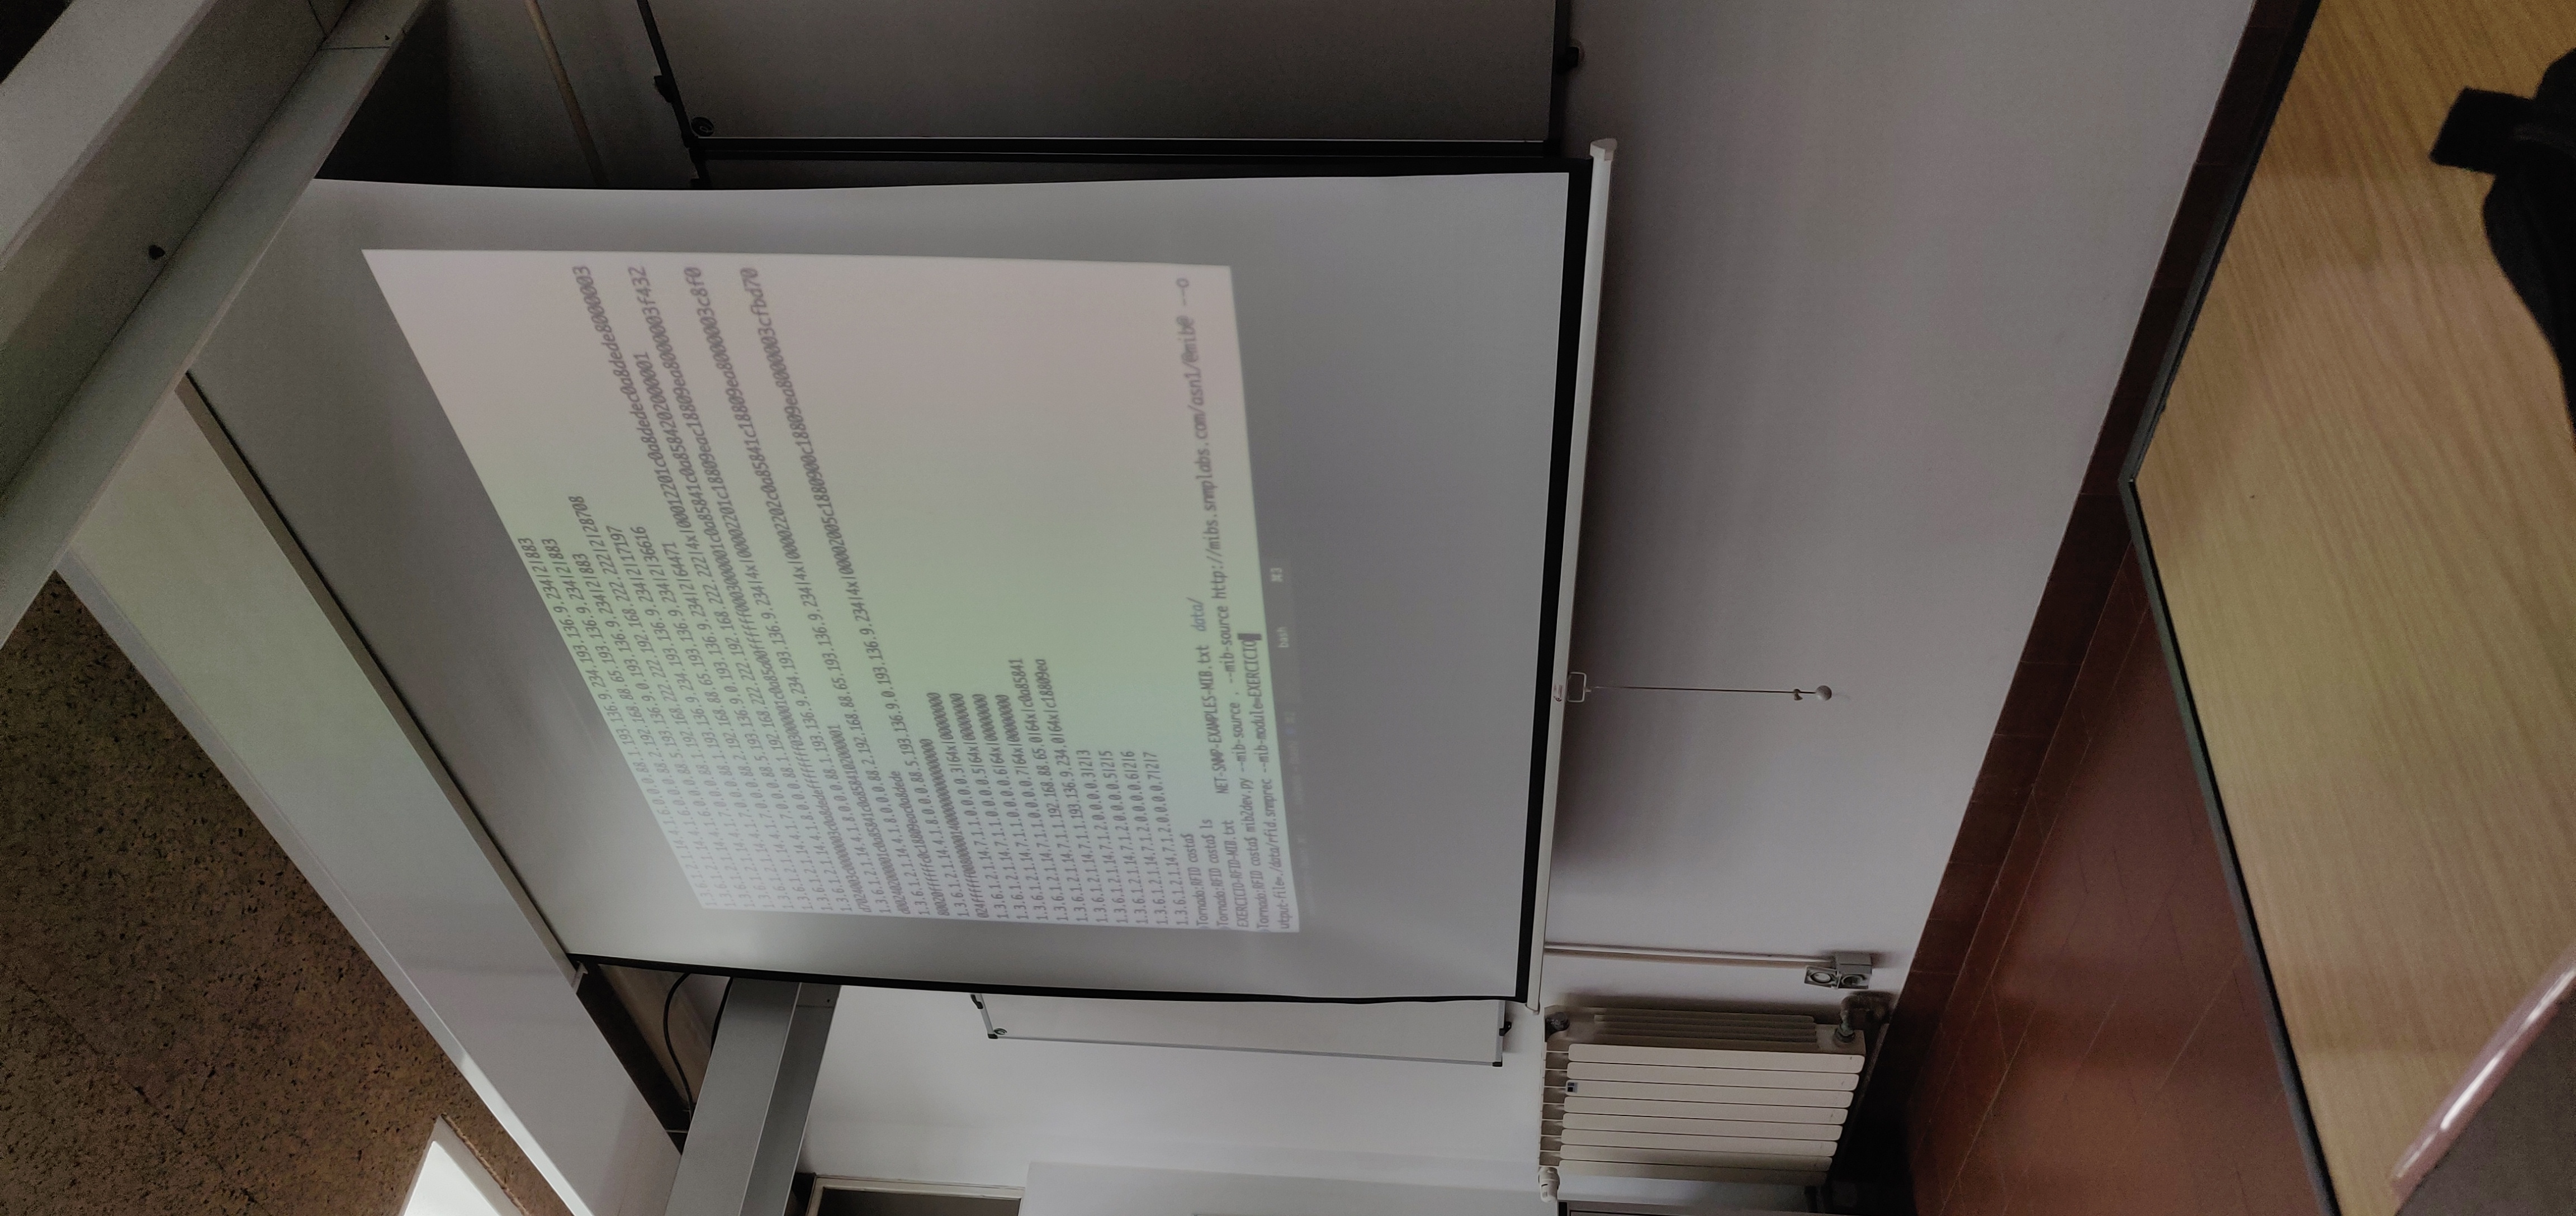 1.3.6.1.2.1.14.4.1.6.0.0.0.88.1.193.136.9.234.193.136.9.234|2|883
1.3.6.1.2.1.14.4.1.6.0.0.0.88.2.192.168.88.65.193.136.9.234|2|883
1.3.6.1.2.1.14.4.1.6.0.0.0.88.5.193.136.9.0.193.136.9.234|2|883
1.3.6.1.2.1.14.4.1.7.0.0.0.88.1.192.168.222.222.192.168.222.222|2|28708
1.3.6.1.2.1.14.4.1.7.0.0.0.88.1.193.136.9.234.193.136.9.234|2|17197
1.3.6.1.2.1.14.4.1.7.0.0.0.88.2.192.168.88.65.193.136.9.234|2|36616
1.3.6.1.2.1.14.4.1.7.0.0.0.88.5.193.136.9.0.193.136.9.234|2|64471
1.3.6.1.2.1.14.4.1.8.0.0.0.88.1.192.168.222.222.192.168.222.222|4x|00012201c0a8dedec0a8dede8000003
d7024003c00000003c0a8dedeffffffff03000001c0a85a00ffffff0003000001c0a85841c0a8584202000001
1.3.6.1.2.1.14.4.1.8.0.0.0.88.1.193.136.9.234.193.136.9.234|4x|00002201c18809eac18809ea8000003f432
d002402000001c0a85841c0a8584102000001
1.3.6.1.2.1.14.4.1.8.0.0.0.88.2.192.168.88.65.193.136.9.234|4x|00002202c0a85841c18809ea8000003c8f0
80020ffffffc0c18809eac0a8dede
1.3.6.1.2.1.14.4.1.8.0.0.0.88.5.193.136.9.0.193.136.9.234|4x|00002005c1880900c18809ea8000003cfbd70
024ffffff00800000140000000000000000
1.3.6.1.2.1.14.7.1.1.0.0.0.0.3|64x|00000000
1.3.6.1.2.1.14.7.1.1.0.0.0.0.5|64x|00000000
1.3.6.1.2.1.14.7.1.1.0.0.0.0.6|64x|00000000
1.3.6.1.2.1.14.7.1.1.0.0.0.0.7|64x|00000000
1.3.6.1.2.1.14.7.1.1.192.168.88.65.0|64x|c0a85841
1.3.6.1.2.1.14.7.1.1.193.136.9.234.0|64x|c18809ea
1.3.6.1.2.1.14.7.1.2.0.0.0.0.3|2|3
1.3.6.1.2.1.14.7.1.2.0.0.0.0.5|2|5
1.3.6.1.2.1.14.7.1.2.0.0.0.0.6|2|6
1.3.6.1.2.1.14.7.1.2.0.0.0.0.7|2|7
Tornado:RFID costa$
Tornado:RFID costa$ ls
EXERCICIO-RFID-MIB.txt NET-SNMP-EXAMPLES-MIB.txt data/
Tornado:RFID costa$ mib2dev.py --mib-source . --mib-source http://mibs.snmplabs.com/asn1/@mib@ --o
utput-file=./data/rfid.snmprec --mib-module=EXERCICIO
bash ⌘3